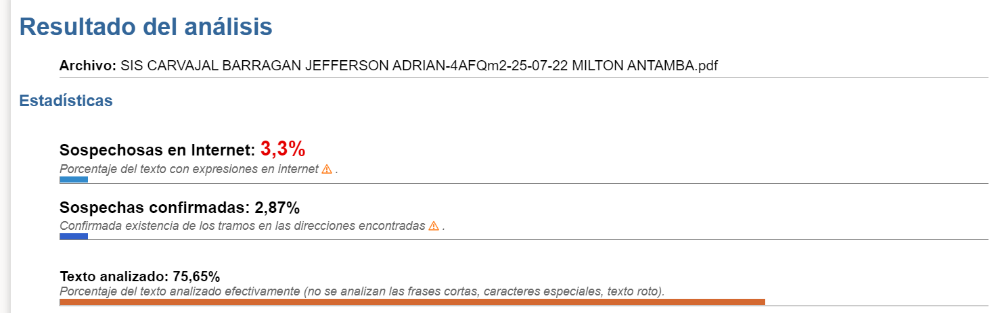 Resultado del análisis
Archivo: SIS CARVAJAL BARRAGAN JEFFERSON ADRIAN-4AFQm2-25-07-22 MILTON ANTAMBA.pdf
Estadísticas
Sospechosas en Internet: 3,3%
Porcentaje del texto con expresiones en internet ⚠ .
Sospechas confirmadas: 2,87%
Confirmada existencia de los tramos en las direcciones encontradas ⚠ .
Texto analizado: 75,65%
Porcentaje del texto analizado efectivamente (no se analizan las frases cortas, caracteres especiales, texto roto).